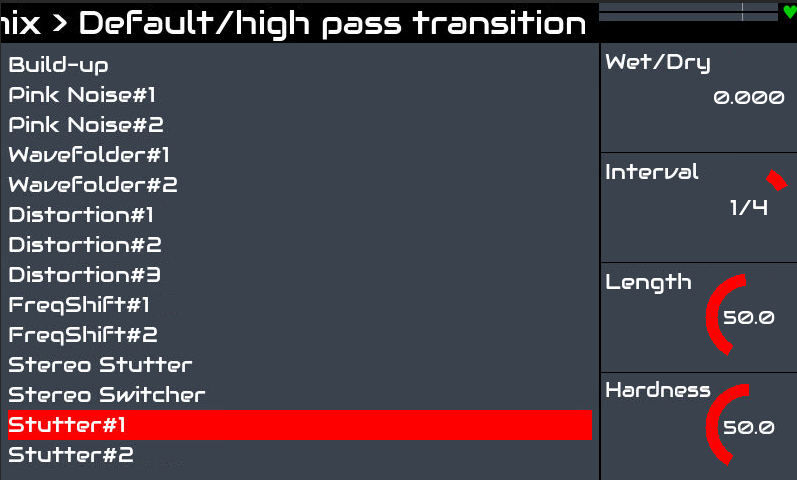 ix > Default/high pass transition
Build-up
Pink Noise#1
Pink Noise#2
Wavefolder#1
Wavefolder#2
Distortion#1
Distortion#2
Distortion#3
FreqShift#1
FreqShift#2
Stereo Stutter
Stereo Switcher
Stutter#1
Stutter#2
Wet/Dry
0.000
Interval
1/4
Length
50.0
Hardness
50.0